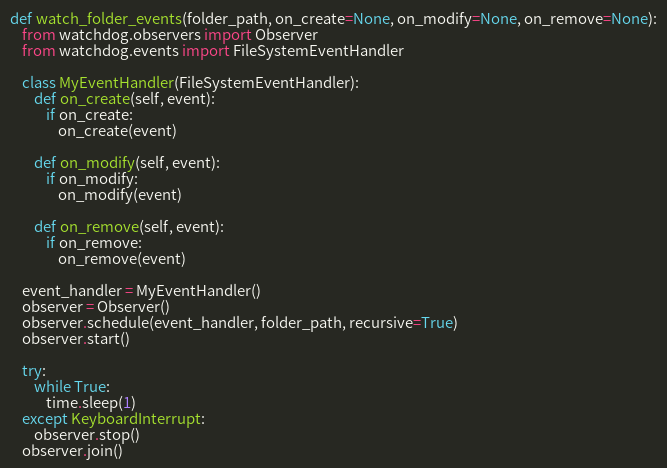 def watch_folder_events(folder_path, on_create=None, on_modify=None, on_remove=None):
    from watchdog.observers import Observer
    from watchdog.events import FileSystemEventHandler

    class MyEventHandler(FileSystemEventHandler):
        def on_create(self, event):
            if on_create:
                on_create(event)

        def on_modify(self, event):
            if on_modify:
                on_modify(event)

        def on_remove(self, event):
            if on_remove:
                on_remove(event)

    event_handler = MyEventHandler()
    observer = Observer()
    observer.schedule(event_handler, folder_path, recursive=True)
    observer.start()

    try:
        while True:
            time.sleep(1)
    except KeyboardInterrupt:
        observer.stop()
    observer.join()